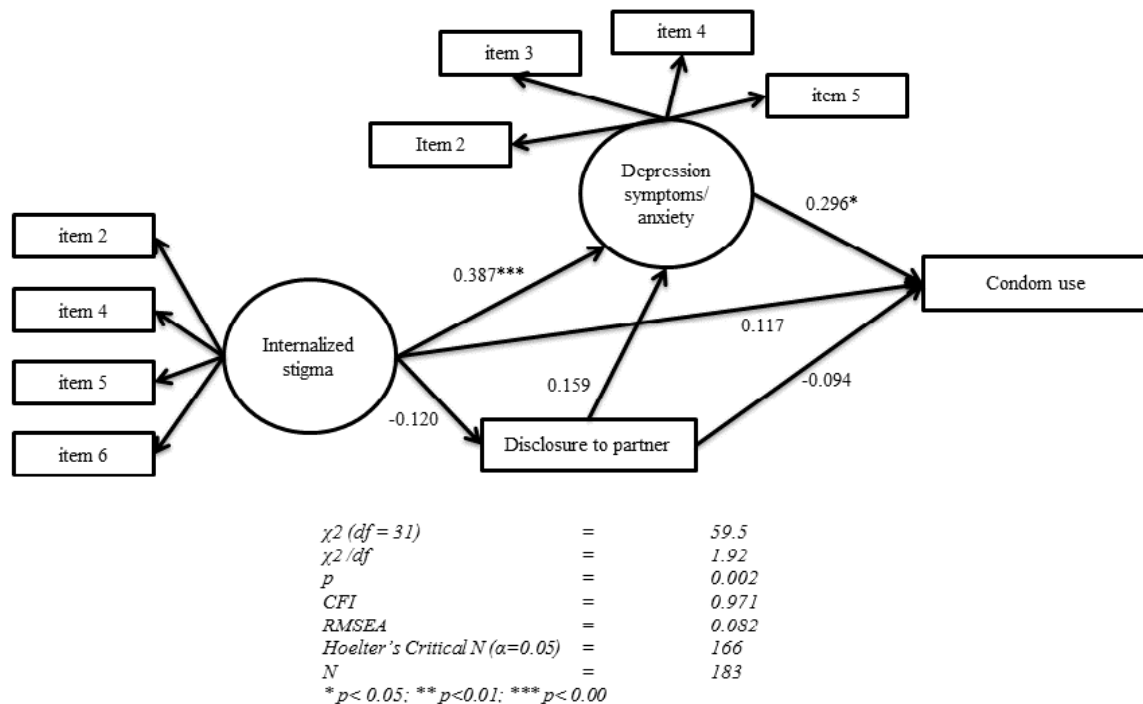 item 4
item 3
item 5
Item 2
Depression
symptoms/
anxiety
0.296*
item 2
0.387***
Condom use
item 4
0.117
Internalized
stigma
item 5
0.159
-0.094
-0.120
Disclosure to partner
item 6
χ2 (df = 31) = 59.5
χ2 /df = 1.92
p = 0.002
CFI = 0.971
RMSEA = 0.082
Hoelter's Critical N (α=0.05) = 166
N = 183
* p< 0.05; ** p<0.01; *** p< 0.00